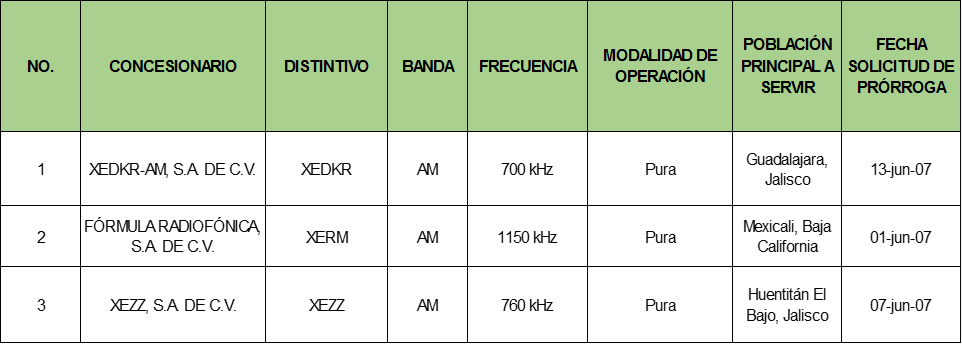 NO.
CONCESIONARIO
DISTINTIVO
BANDA
FRECUENCIA
MODALIDAD DE
OPERACIÓN
POBLACIÓN
PRINCIPAL A
SERVIR
FECHA
SOLICITUD DE
PRÓRROGA
1
XEDKR-AM, S.A. DE C.V.
XEDKR
AM
700 kHz
Pura
Guadalajara,
Jalisco
13-jun-07
2
FÓRMULA RADIOFÓNICA,
S.A. DE C.V.
XERM
AM
1150 kHz
Pura
Mexicali, Baja
California
01-jun-07
3
XEZZ, S.A. DE C.V.
XEZZ
AM
760 kHz
Pura
Huentitán El
Bajo, Jalisco
07-jun-07